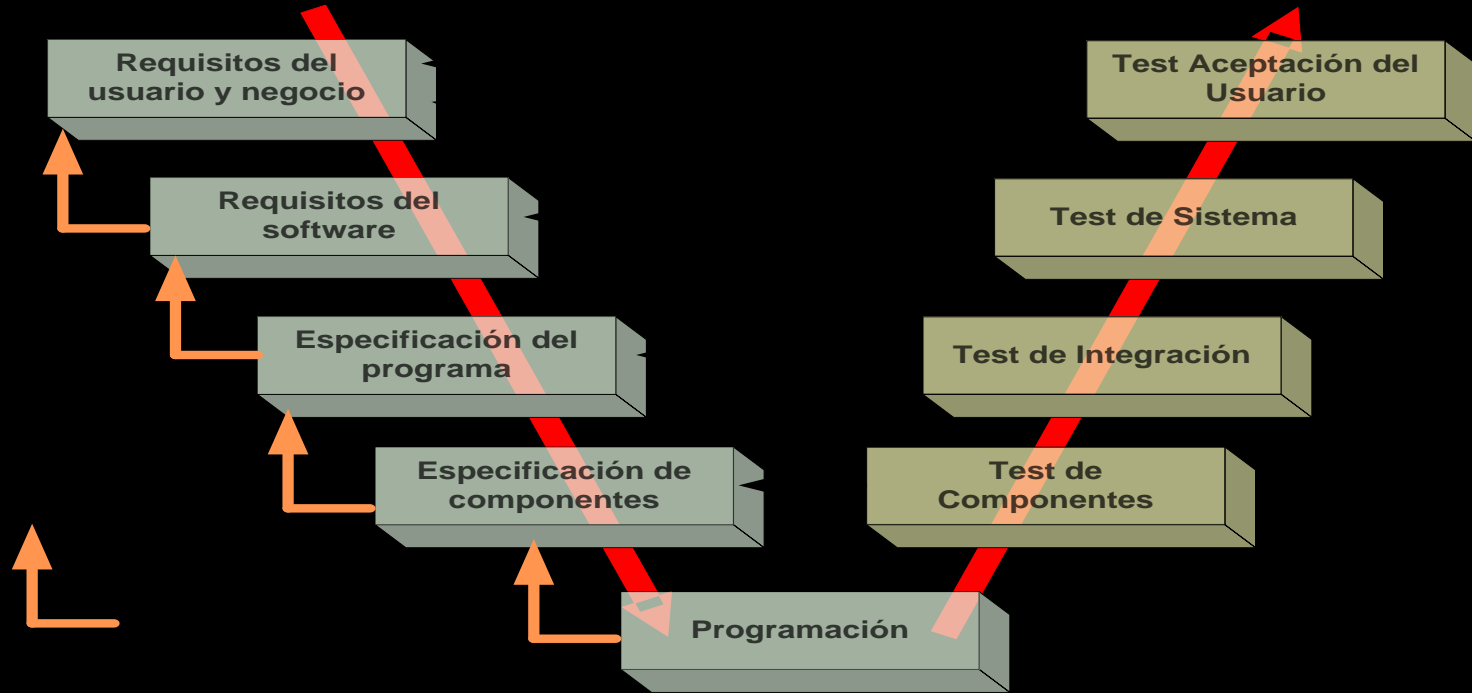 Requisitos del
usuario y negocio
Test Aceptación del
Usuario
Requisitos del
software
Test de Sistema
Especificación del
programa
Test de Integración
Especificación de
componentes
Test de
Componentes
Programación